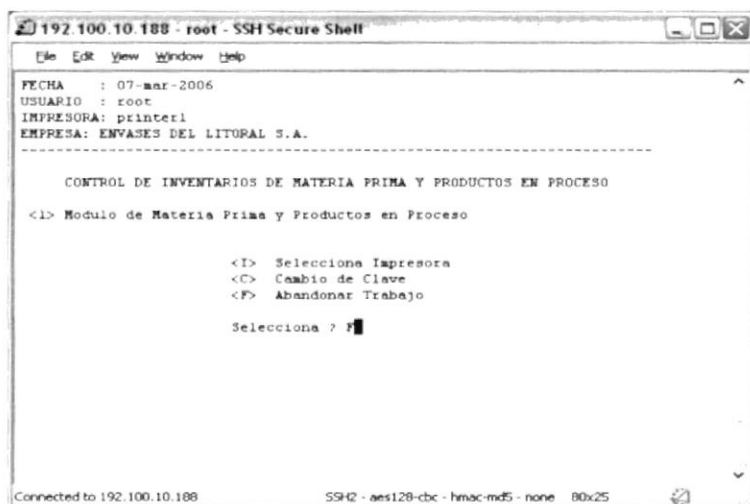 192.100.10.188 - root - SSH Secure Shell
File Edit View Window Help
FECHA : 07-mar-2006
USUARIO : root
IMPRESORA: printer1
EMPRESA: ENVASES DEL LITORAL S.A.
CONTROL DE INVENTARIOS DE MATERIA PRIMA Y PRODUCTOS EN PROCESO
<1> Modulo de Materia Prima y Productos en Proceso
<I> Selecciona Impresora
<C> Cambio de Clave
<F> Abandonar Trabajo
Selecciona ? F
Connected to 192.100.10.188 SSH2 - aes128-cbc - hmac-md5 - none 80x25